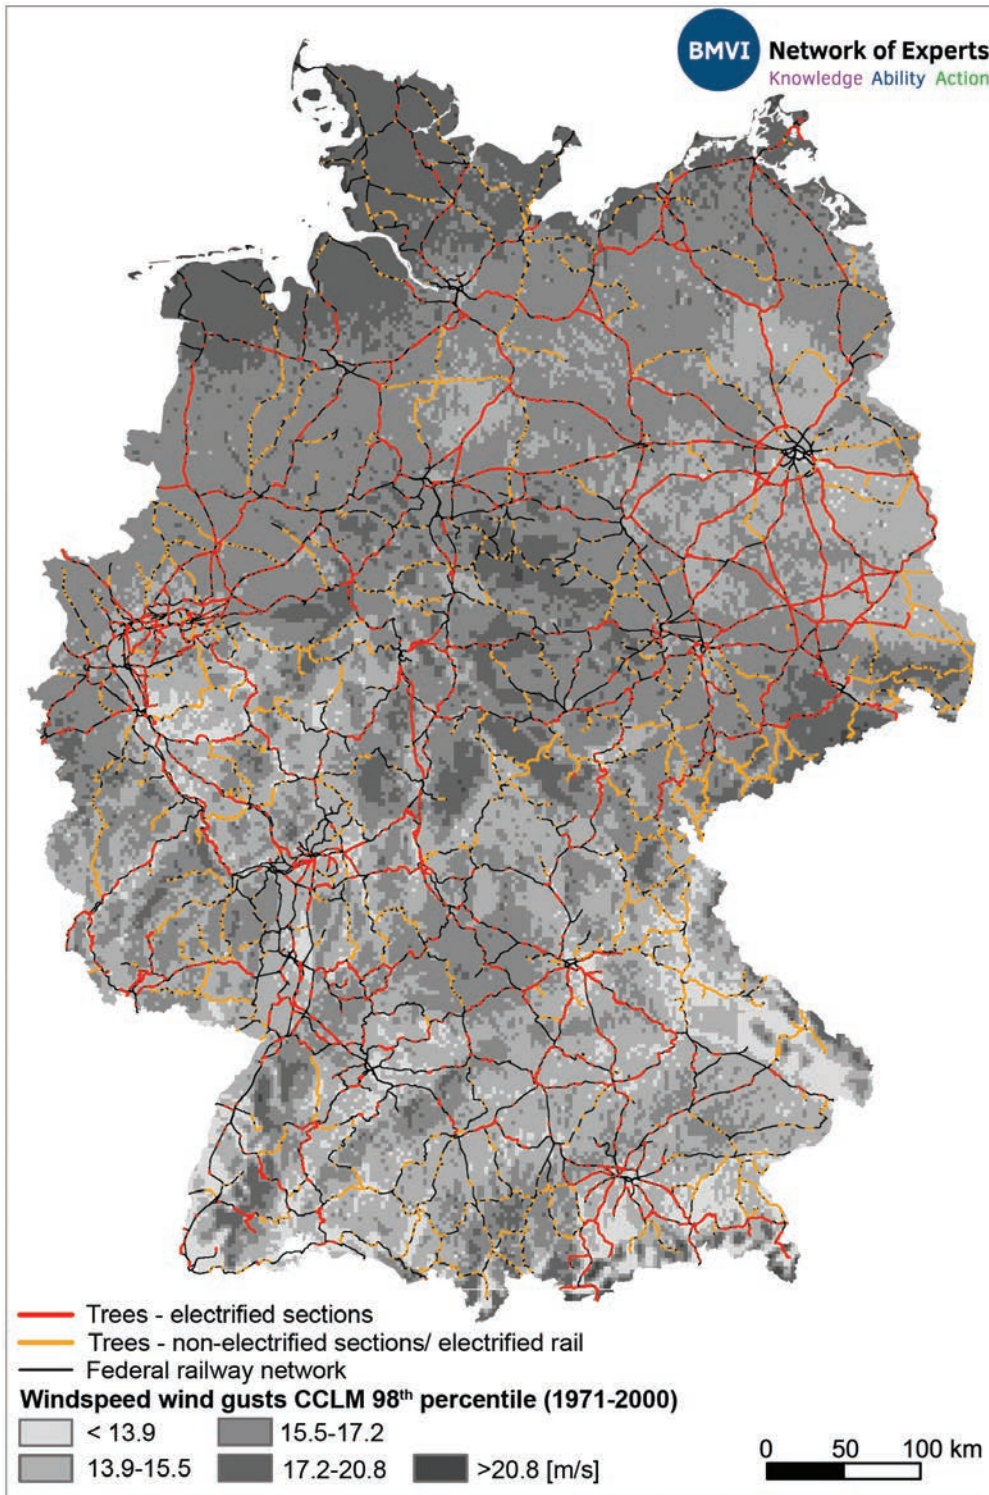 BMVI Network of Experts
Knowledge Ability Action
Trees - electrified sections
Trees - non-electrified sections/ electrified rail
Federal railway network
Windspeed wind gusts CCLM 98th percentile (1971-2000)
< 13.9 15.5-17.2
13.9-15.5 17.2-20.8 >20.8 [m/s]
0 50 100 km